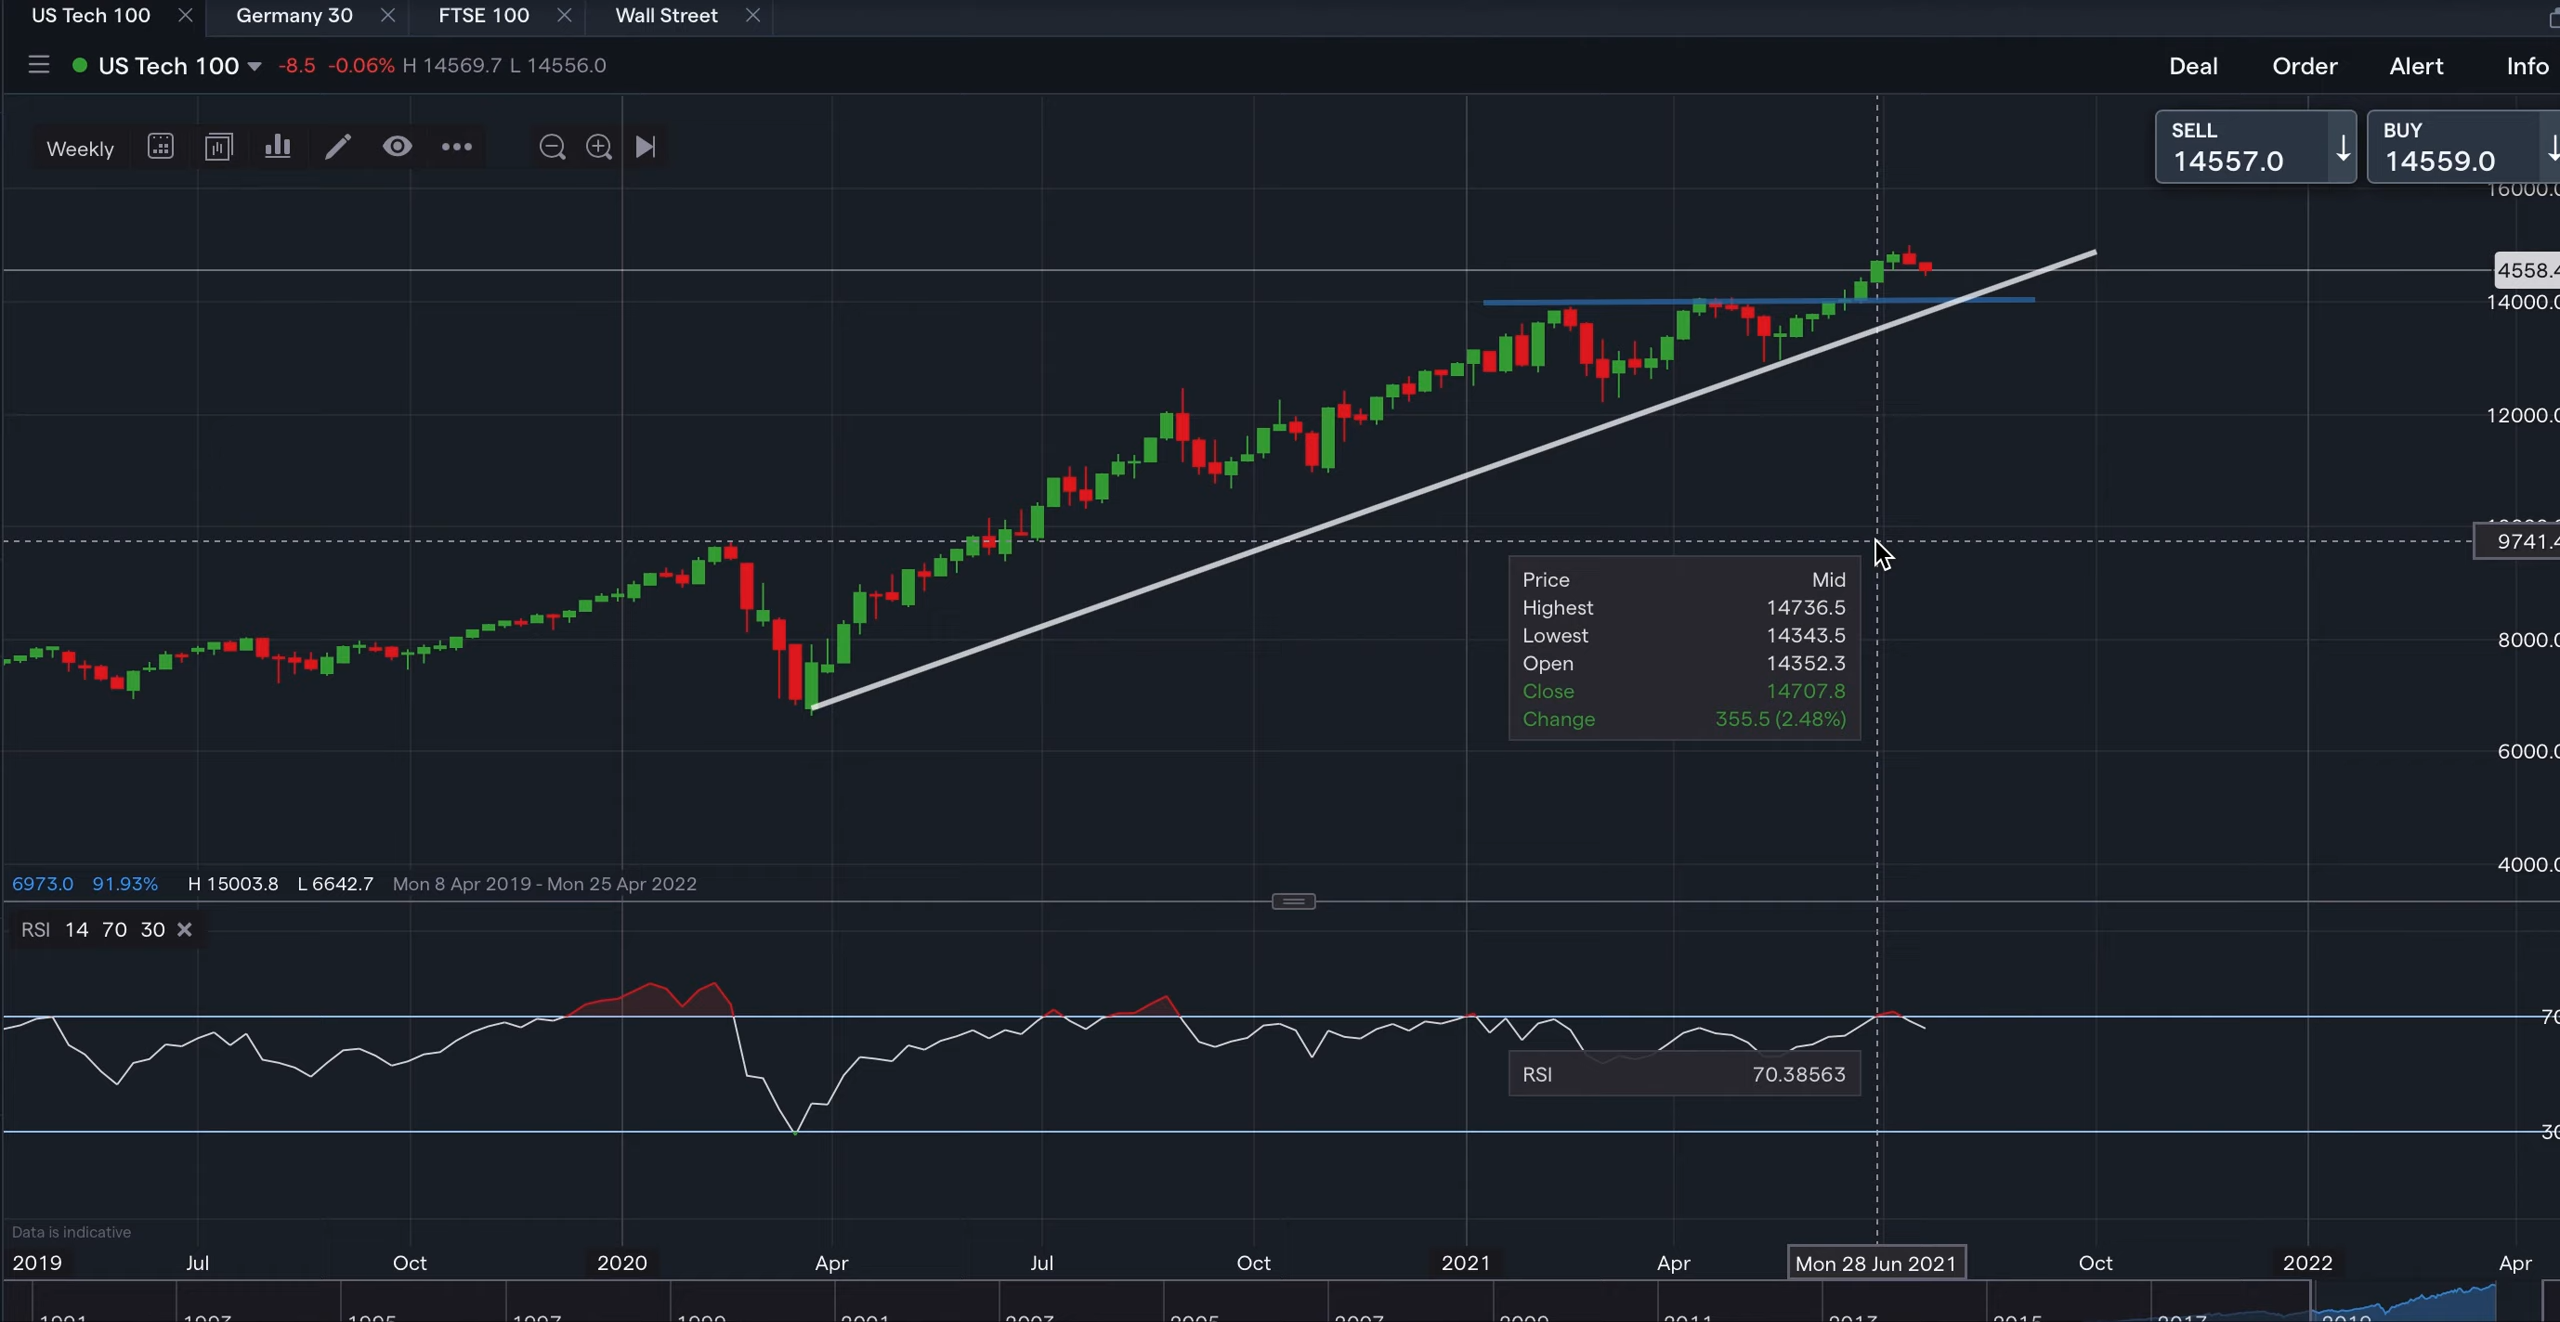 US Tech 100 Germany 30 FTSE 100 Wall Street
US Tech 100 -8.5 -0.06% H 14569.7 L 14556.0 Deal Order Alert Info
Weekly
SELL BUY
14557.0 14559.0
16000.0
4558.4
14000.0
12000.0
9741.4
Price Mid
Highest 14736.5
Lowest 14343.5
Open 14352.3
Close 14707.8
Change 355.5 (2.48%)
8000.0
6000.0
4000.0
6973.0 91.93% H 15003.8 L 6642.7 Mon 8 Apr 2019 - Mon 25 Apr 2022
RSI 14 70 30
70
RSI 70.38563
30
Data is indicative
2019 Jul Oct 2020 Apr Jul Oct 2021 Apr Mon 28 Jun 2021 Oct 2022 Apr